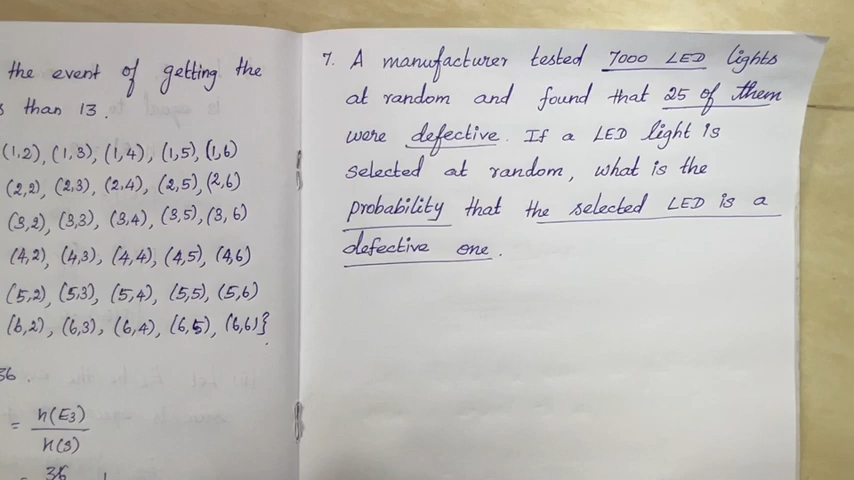 the event of getting the
s than 13.
(1,2), (1,3), (1,4), (1,5), (1,6)
(2,2), (2,3), (2,4), (2,5), (2,6)
(3,2), (3,3), (3,4), (3,5), (3,6)
(4,2), (4,3), (4,4), (4,5), (4,6)
(5,2), (5,3), (5,4), (5,5), (5,6)
(6,2), (6,3), (6,4), (6,5), (6,6)}
36.
= n(E3)
n(S)
= 36
7. A manufacturer tested 7000 LED lights
at random and found that 25 of them
were defective. If a LED light is
selected at random, what is the
probability that the selected LED is a
defective one.